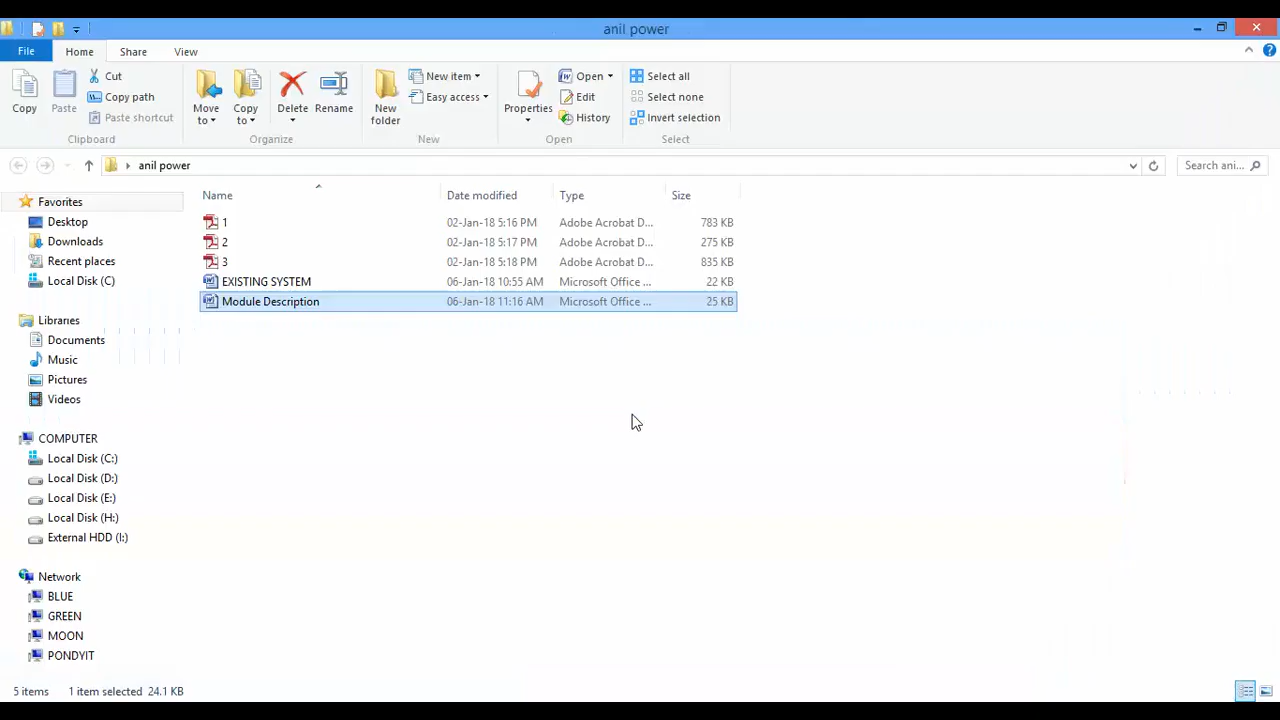 anil power
File Home Share View
Copy
Paste
Cut
Copy path
Paste shortcut
Clipboard
Move to
Copy to
Delete
Rename
Organize
New folder
New item
Easy access
New
Properties
Open
Edit
History
Open
Select all
Select none
Invert selection
Select
anil power
Search ani...
Favorites
Desktop
Downloads
Recent places
Local Disk (C)
Libraries
Documents
Music
Pictures
Videos
COMPUTER
Local Disk (C:)
Local Disk (D:)
Local Disk (E:)
Local Disk (H:)
External HDD (I:)
Network
BLUE
GREEN
MOON
PONDYIT
Name Date modified Type Size
1 02-Jan-18 5:16 PM Adobe Acrobat D... 783 KB
2 02-Jan-18 5:17 PM Adobe Acrobat D... 275 KB
3 02-Jan-18 5:18 PM Adobe Acrobat D... 835 KB
EXISTING SYSTEM 06-Jan-18 10:55 AM Microsoft Office ... 22 KB
Module Description 06-Jan-18 11:16 AM Microsoft Office ... 25 KB
5 items 1 item selected 24.1 KB